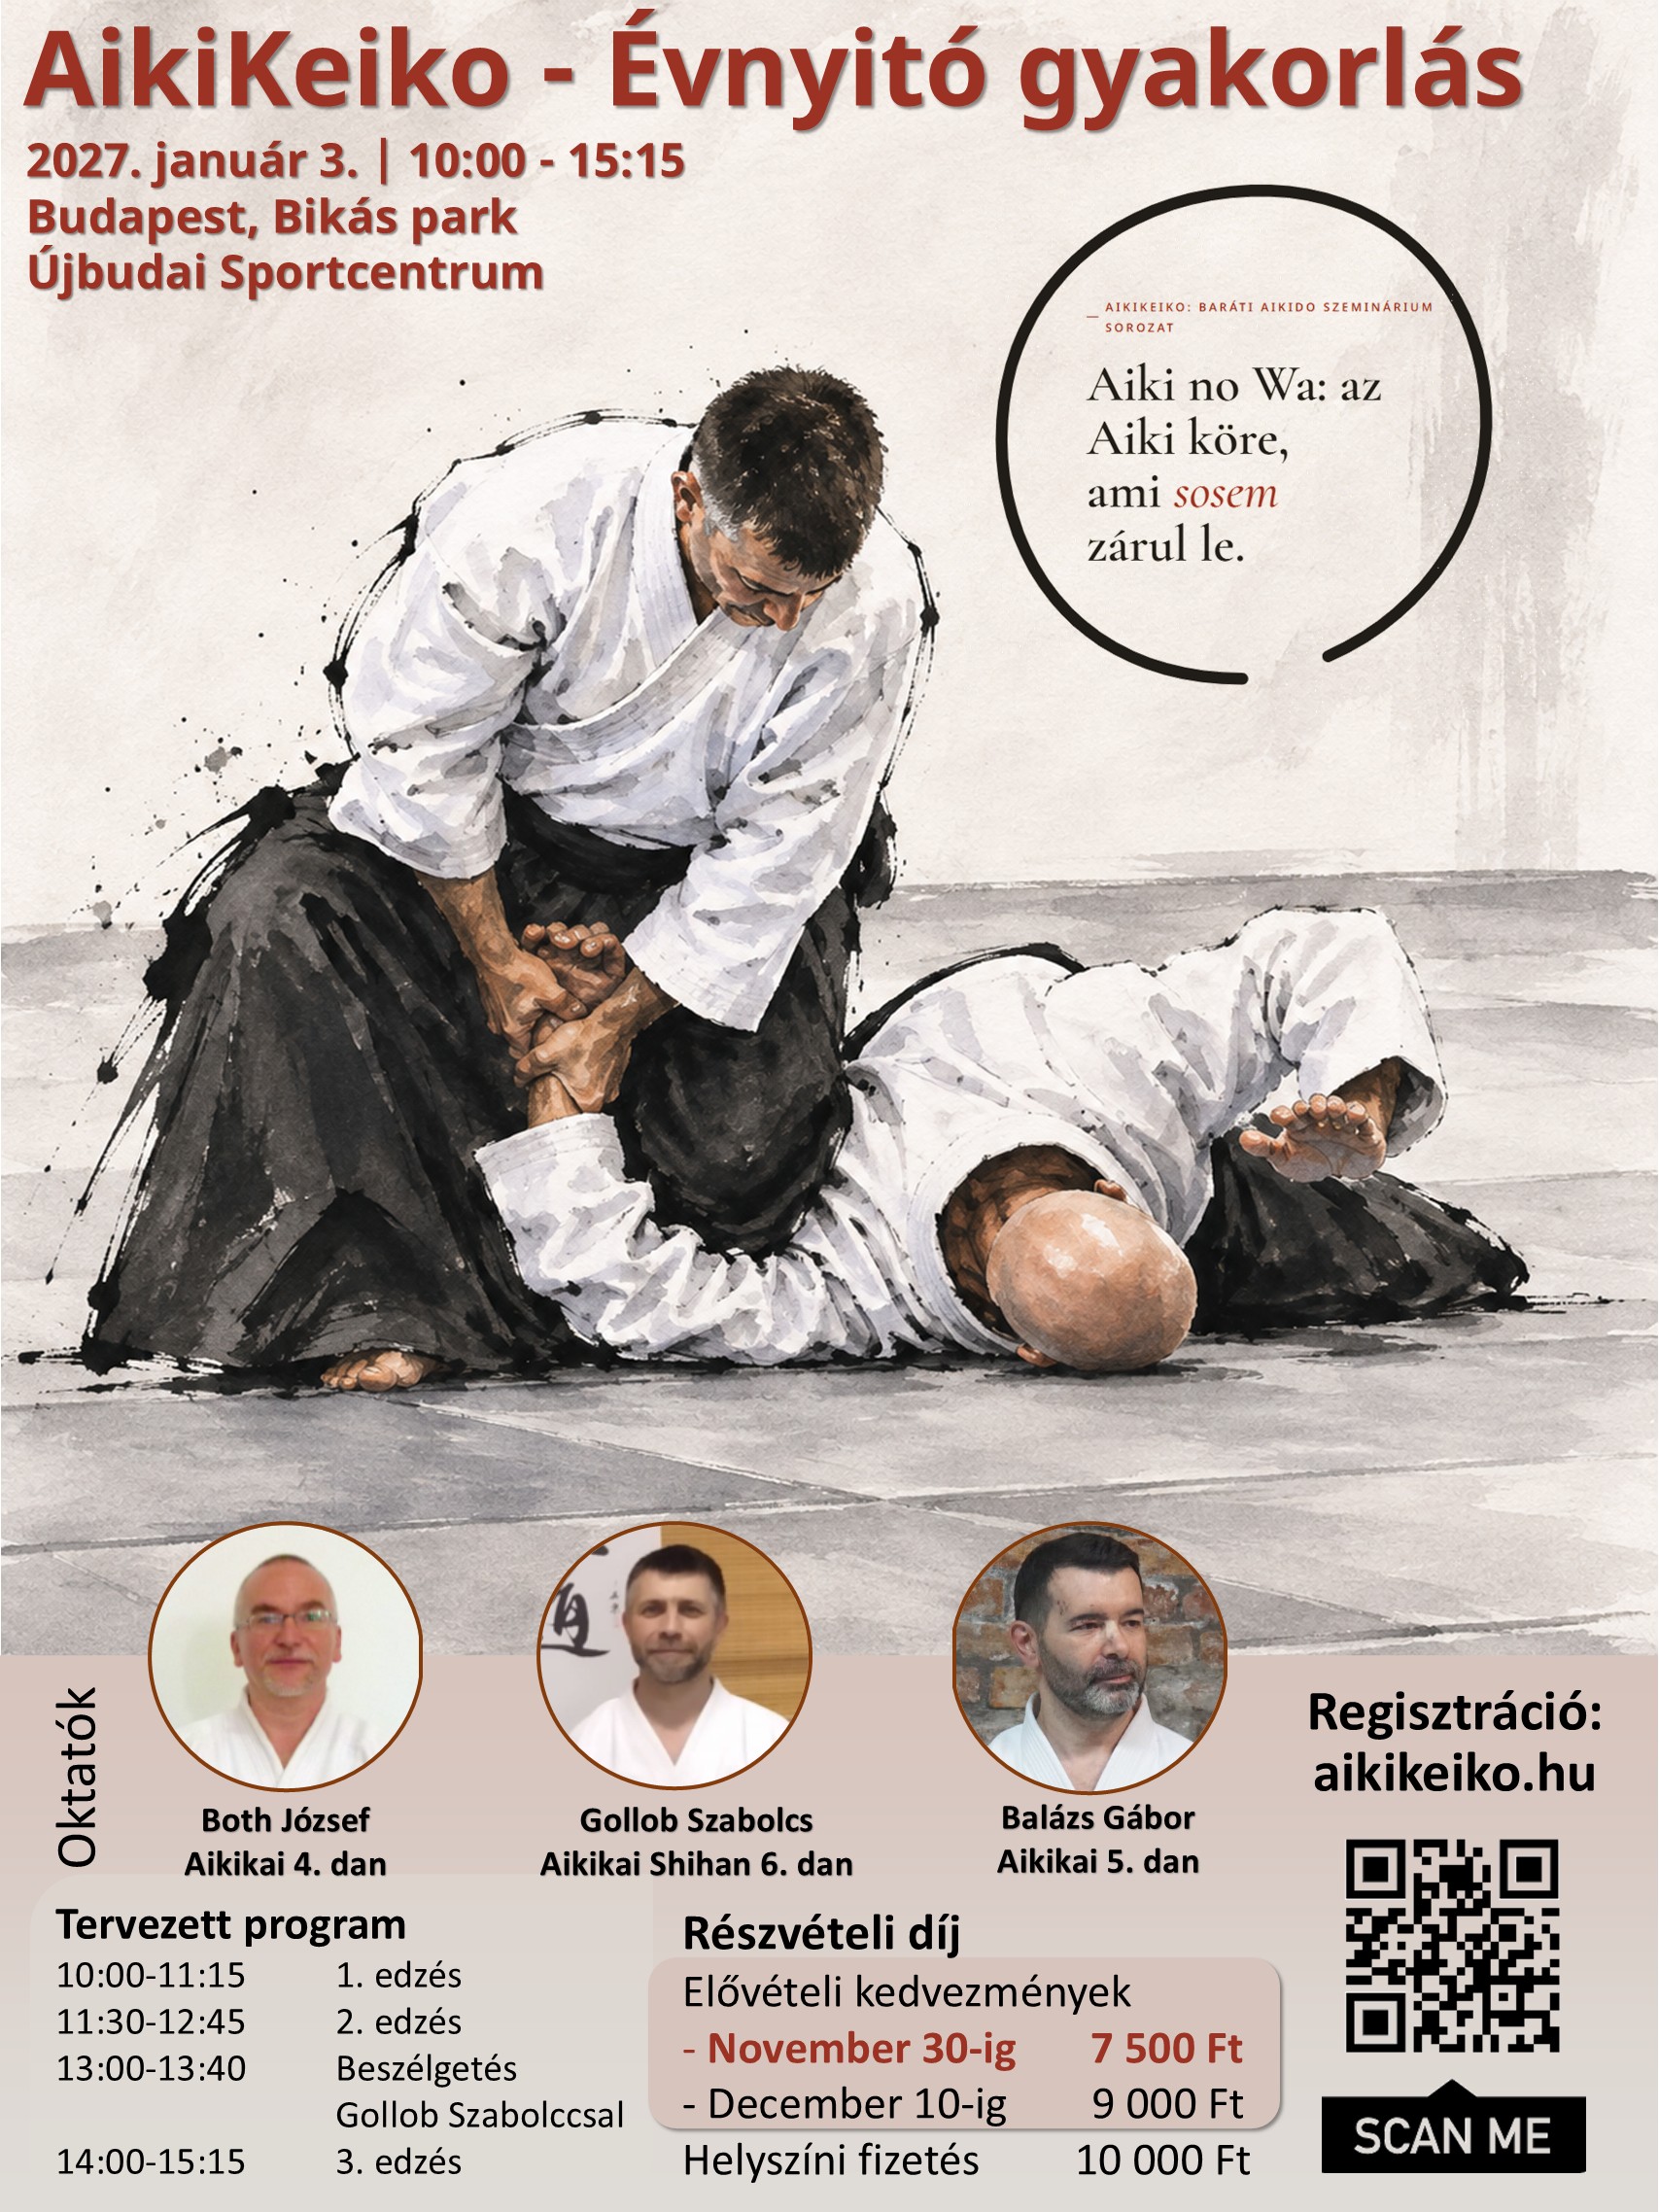 AikiKeiko - Évnyitó gyakorlás
2027. január 3. | 10:00 - 15:15
Budapest, Bikás park
Újbudai Sportcentrum
_ AIKIKEIKO: BARÁTI AIKIDO SZEMINÁRIUM
SOROZAT
Aiki no Wa: az
Aiki köre,
ami sosem
zárul le.
Oktatók
Both József
Aikikai 4. dan
Gollob Szabolcs
Aikikai Shihan 6. dan
Balázs Gábor
Aikikai 5. dan
Regisztráció:
aikikeiko.hu
SCAN ME
Tervezett program
10:00-11:15 1. edzés
11:30-12:45 2. edzés
13:00-13:40 Beszélgetés
Gollob Szabolccsal
14:00-15:15 3. edzés
Részvételi díj
Elővételi kedvezmények
- November 30-ig 7 500 Ft
- December 10-ig 9 000 Ft
Helyszíni fizetés 10 000 Ft